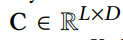 C ∈ ℝ^{L×D}